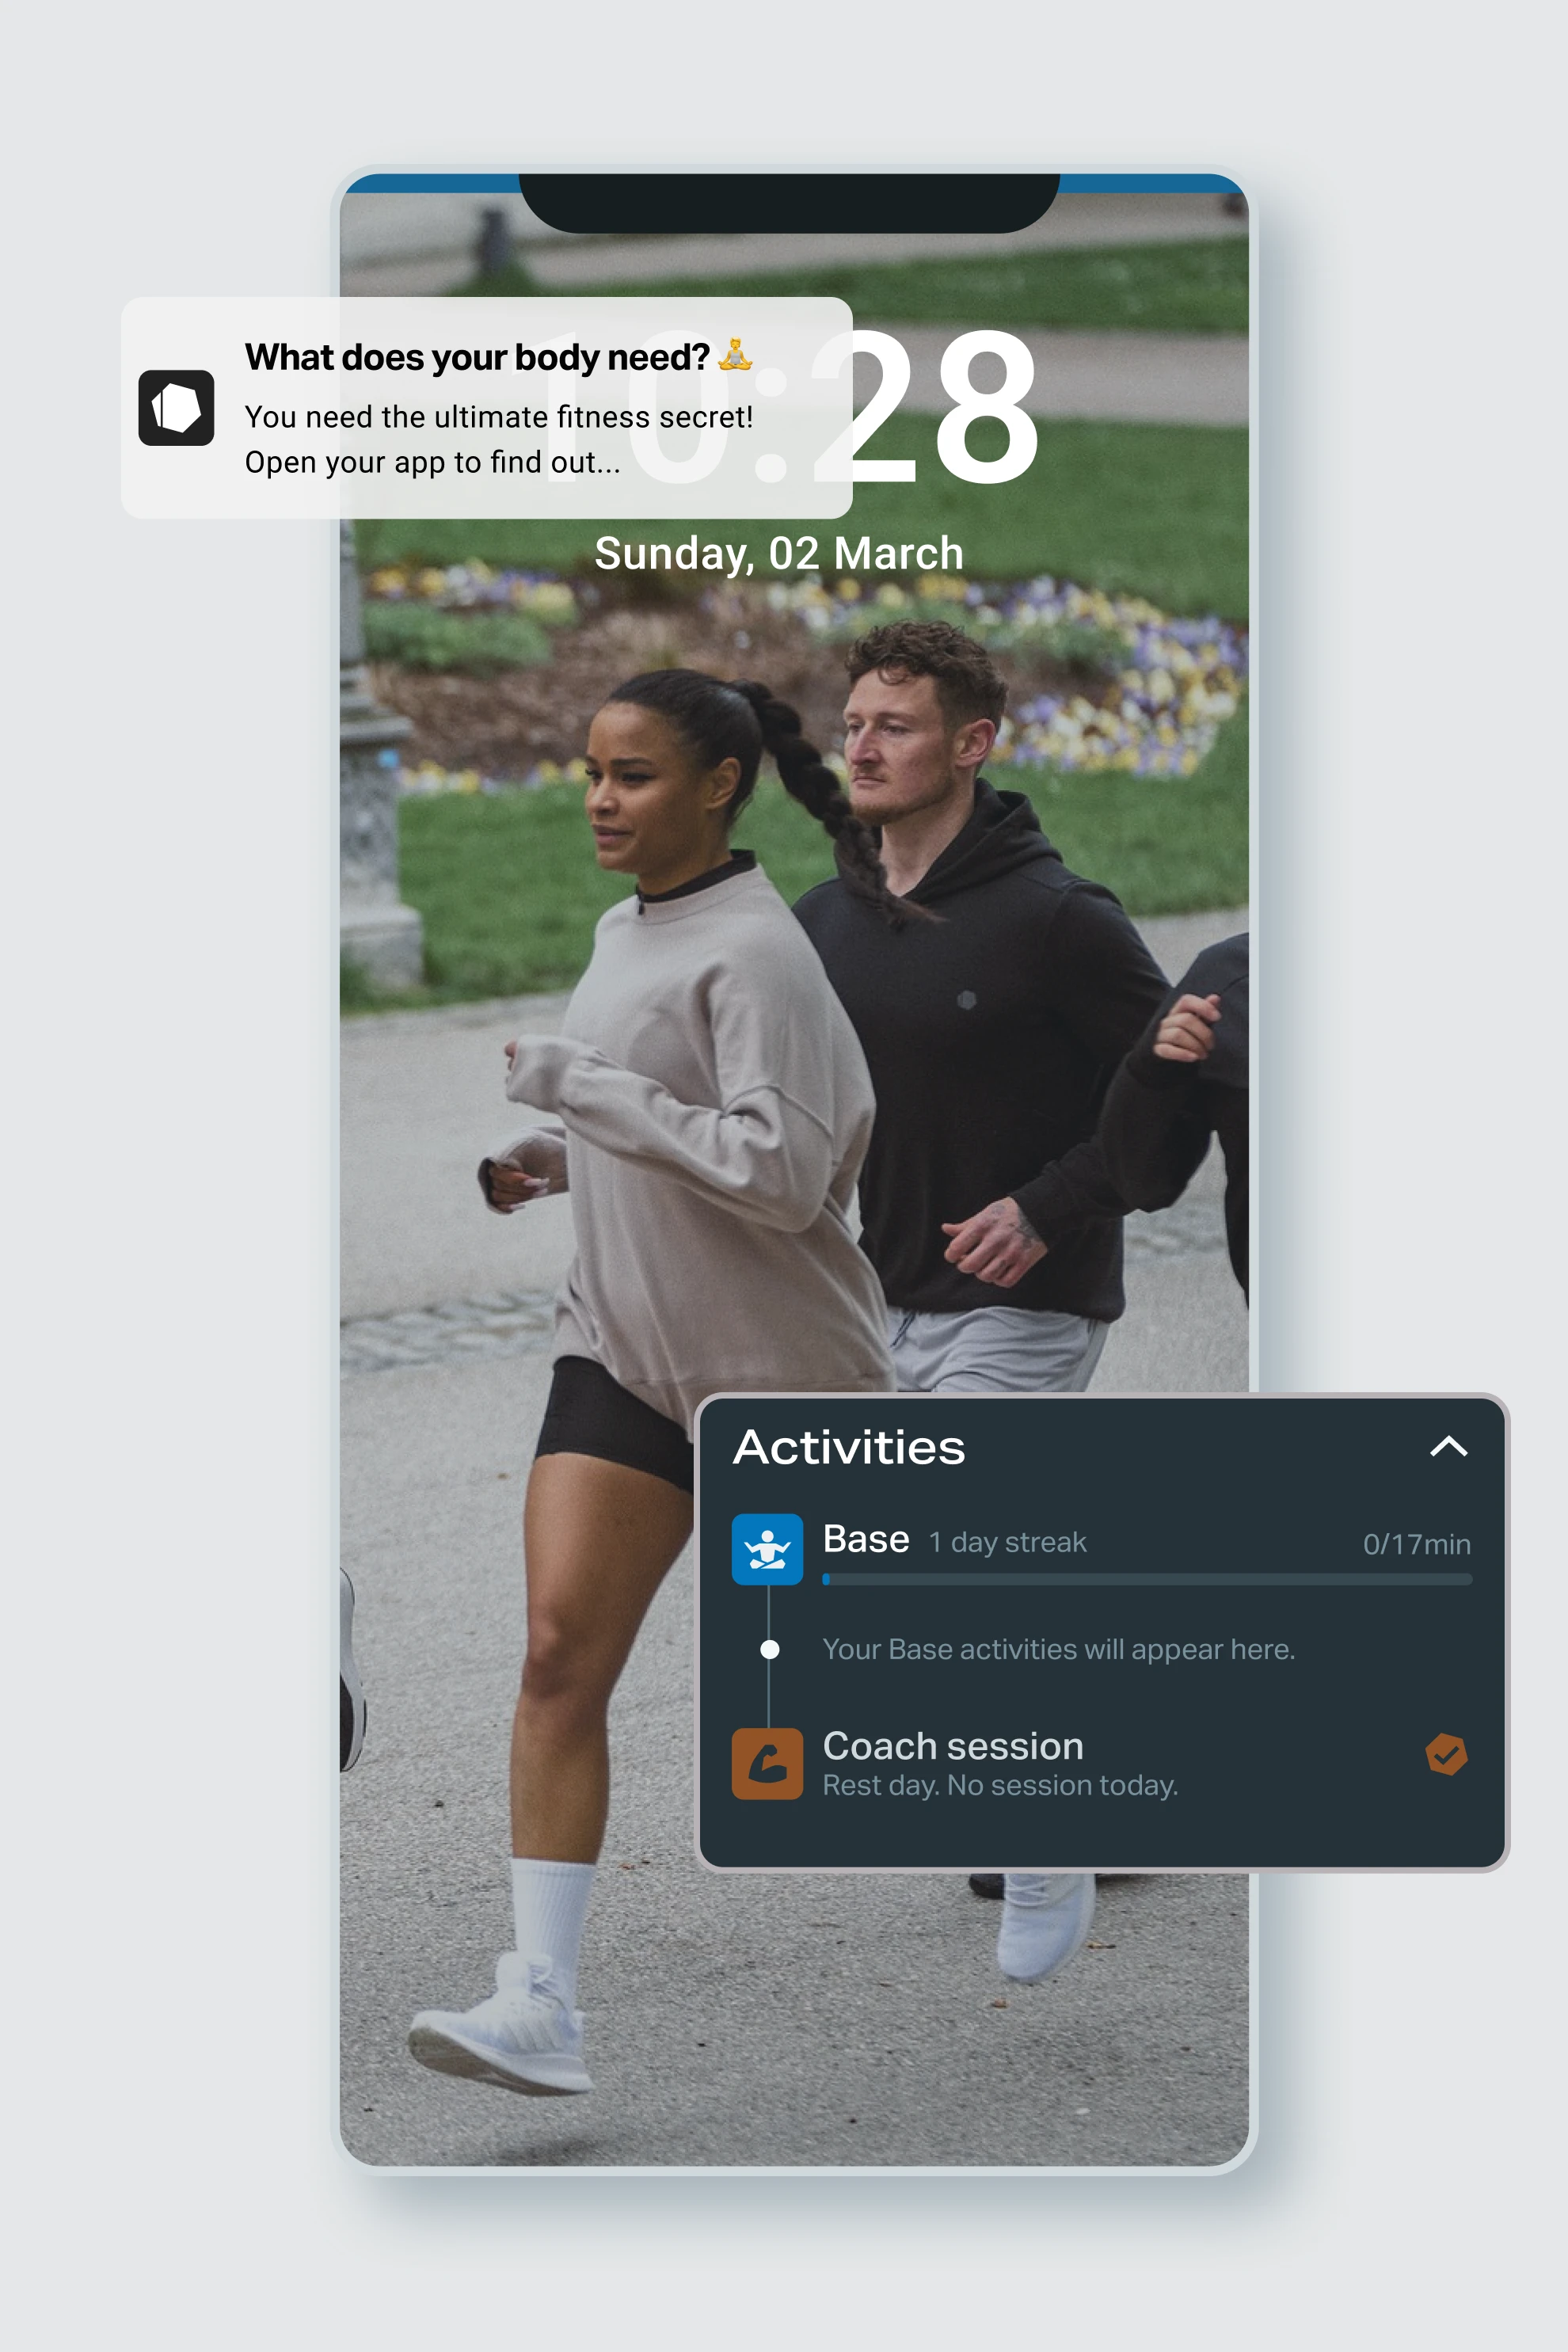 What does your body need?
You need the ultimate fitness secret!
Open your app to find out...
10:28
Sunday, 02 March
Activities
Base 1 day streak 0/17min
Your Base activities will appear here.
Coach session
Rest day. No session today.